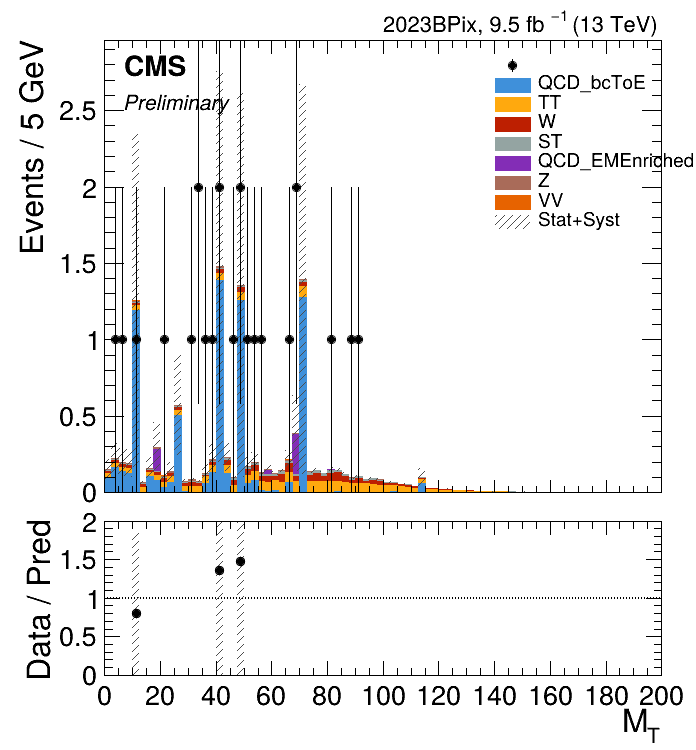 2023BPix, 9.5 fb⁻¹ (13 TeV)
CMS
Preliminary
Events / 5 GeV
2.5
2
1.5
1
0.5
0
QCD_bcToE
TT
W
ST
QCD_EMEnriched
Z
VV
Stat+Syst
Data / Pred
2
1.5
1
0.5
0
0 20 40 60 80 100 120 140 160 180 200
M_T